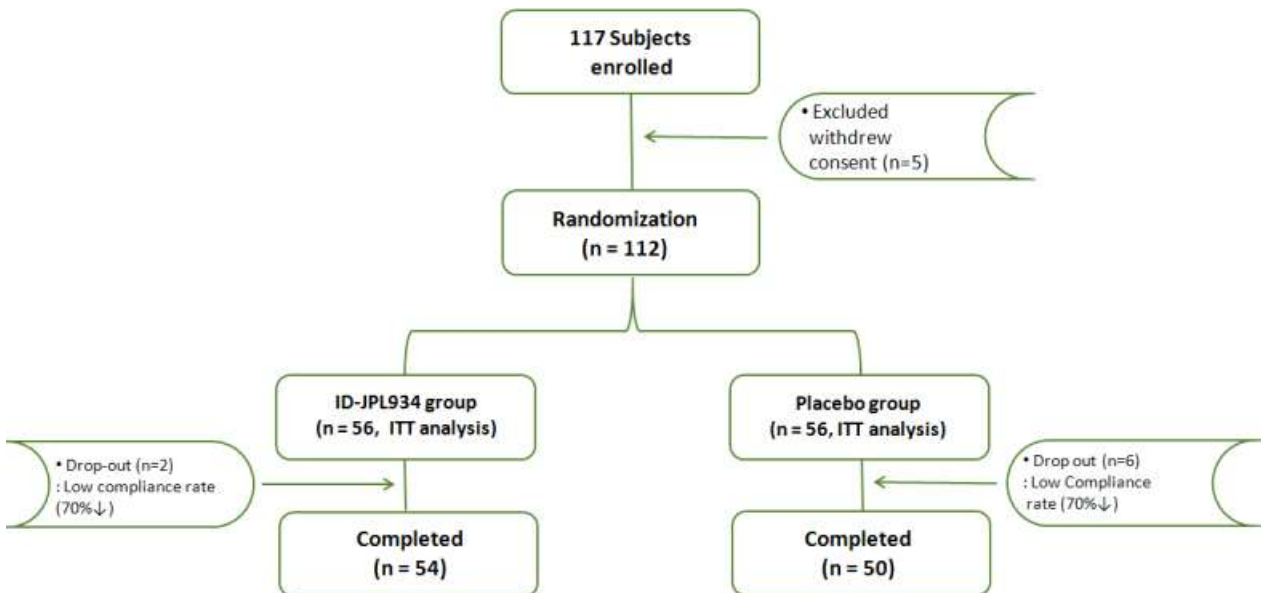 117 Subjects
enrolled
• Excluded
withdrew
consent (n=5)
Randomization
(n = 112)
ID-JPL934 group
(n = 56, ITT analysis)
Placebo group
(n = 56, ITT analysis)
• Drop-out (n=2)
: Low compliance rate
(70%↓)
• Drop out (n=6)
: Low Compliance
rate (70%↓)
Completed
(n = 54)
Completed
(n = 50)